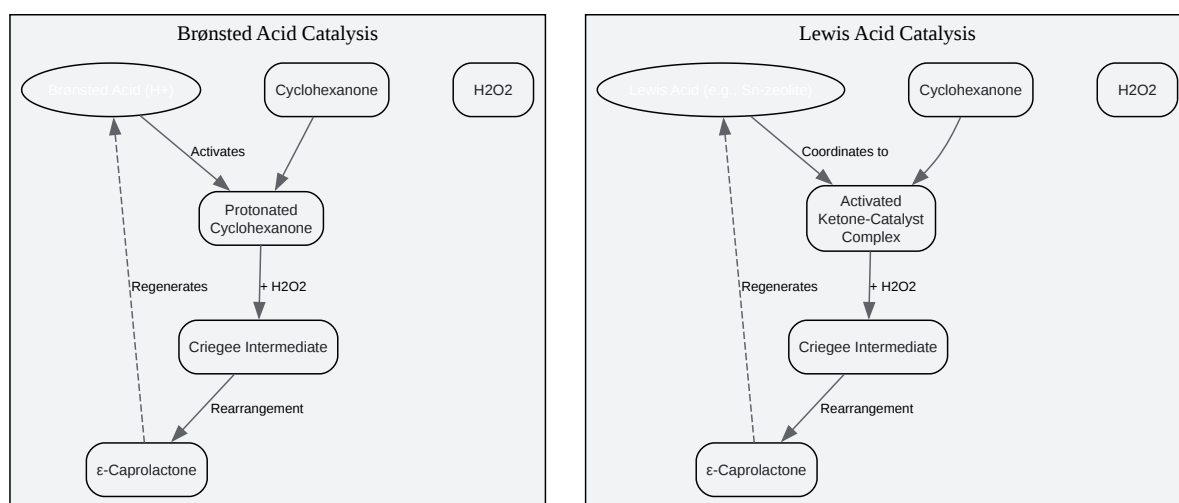 Brønsted Acid Catalysis
Brønsted Acid (H+)
Cyclohexanone
H2O2
Activates
Protonated
Cyclohexanone
Regenerates
+ H2O2
Criegee Intermediate
Rearrangement
ε-Caprolactone
Lewis Acid Catalysis
Lewis Acid (e.g., Sn-zeolite)
Cyclohexanone
H2O2
Coordinates to
Activated
Ketone-Catalyst
Complex
Regenerates
+ H2O2
Criegee Intermediate
Rearrangement
ε-Caprolactone